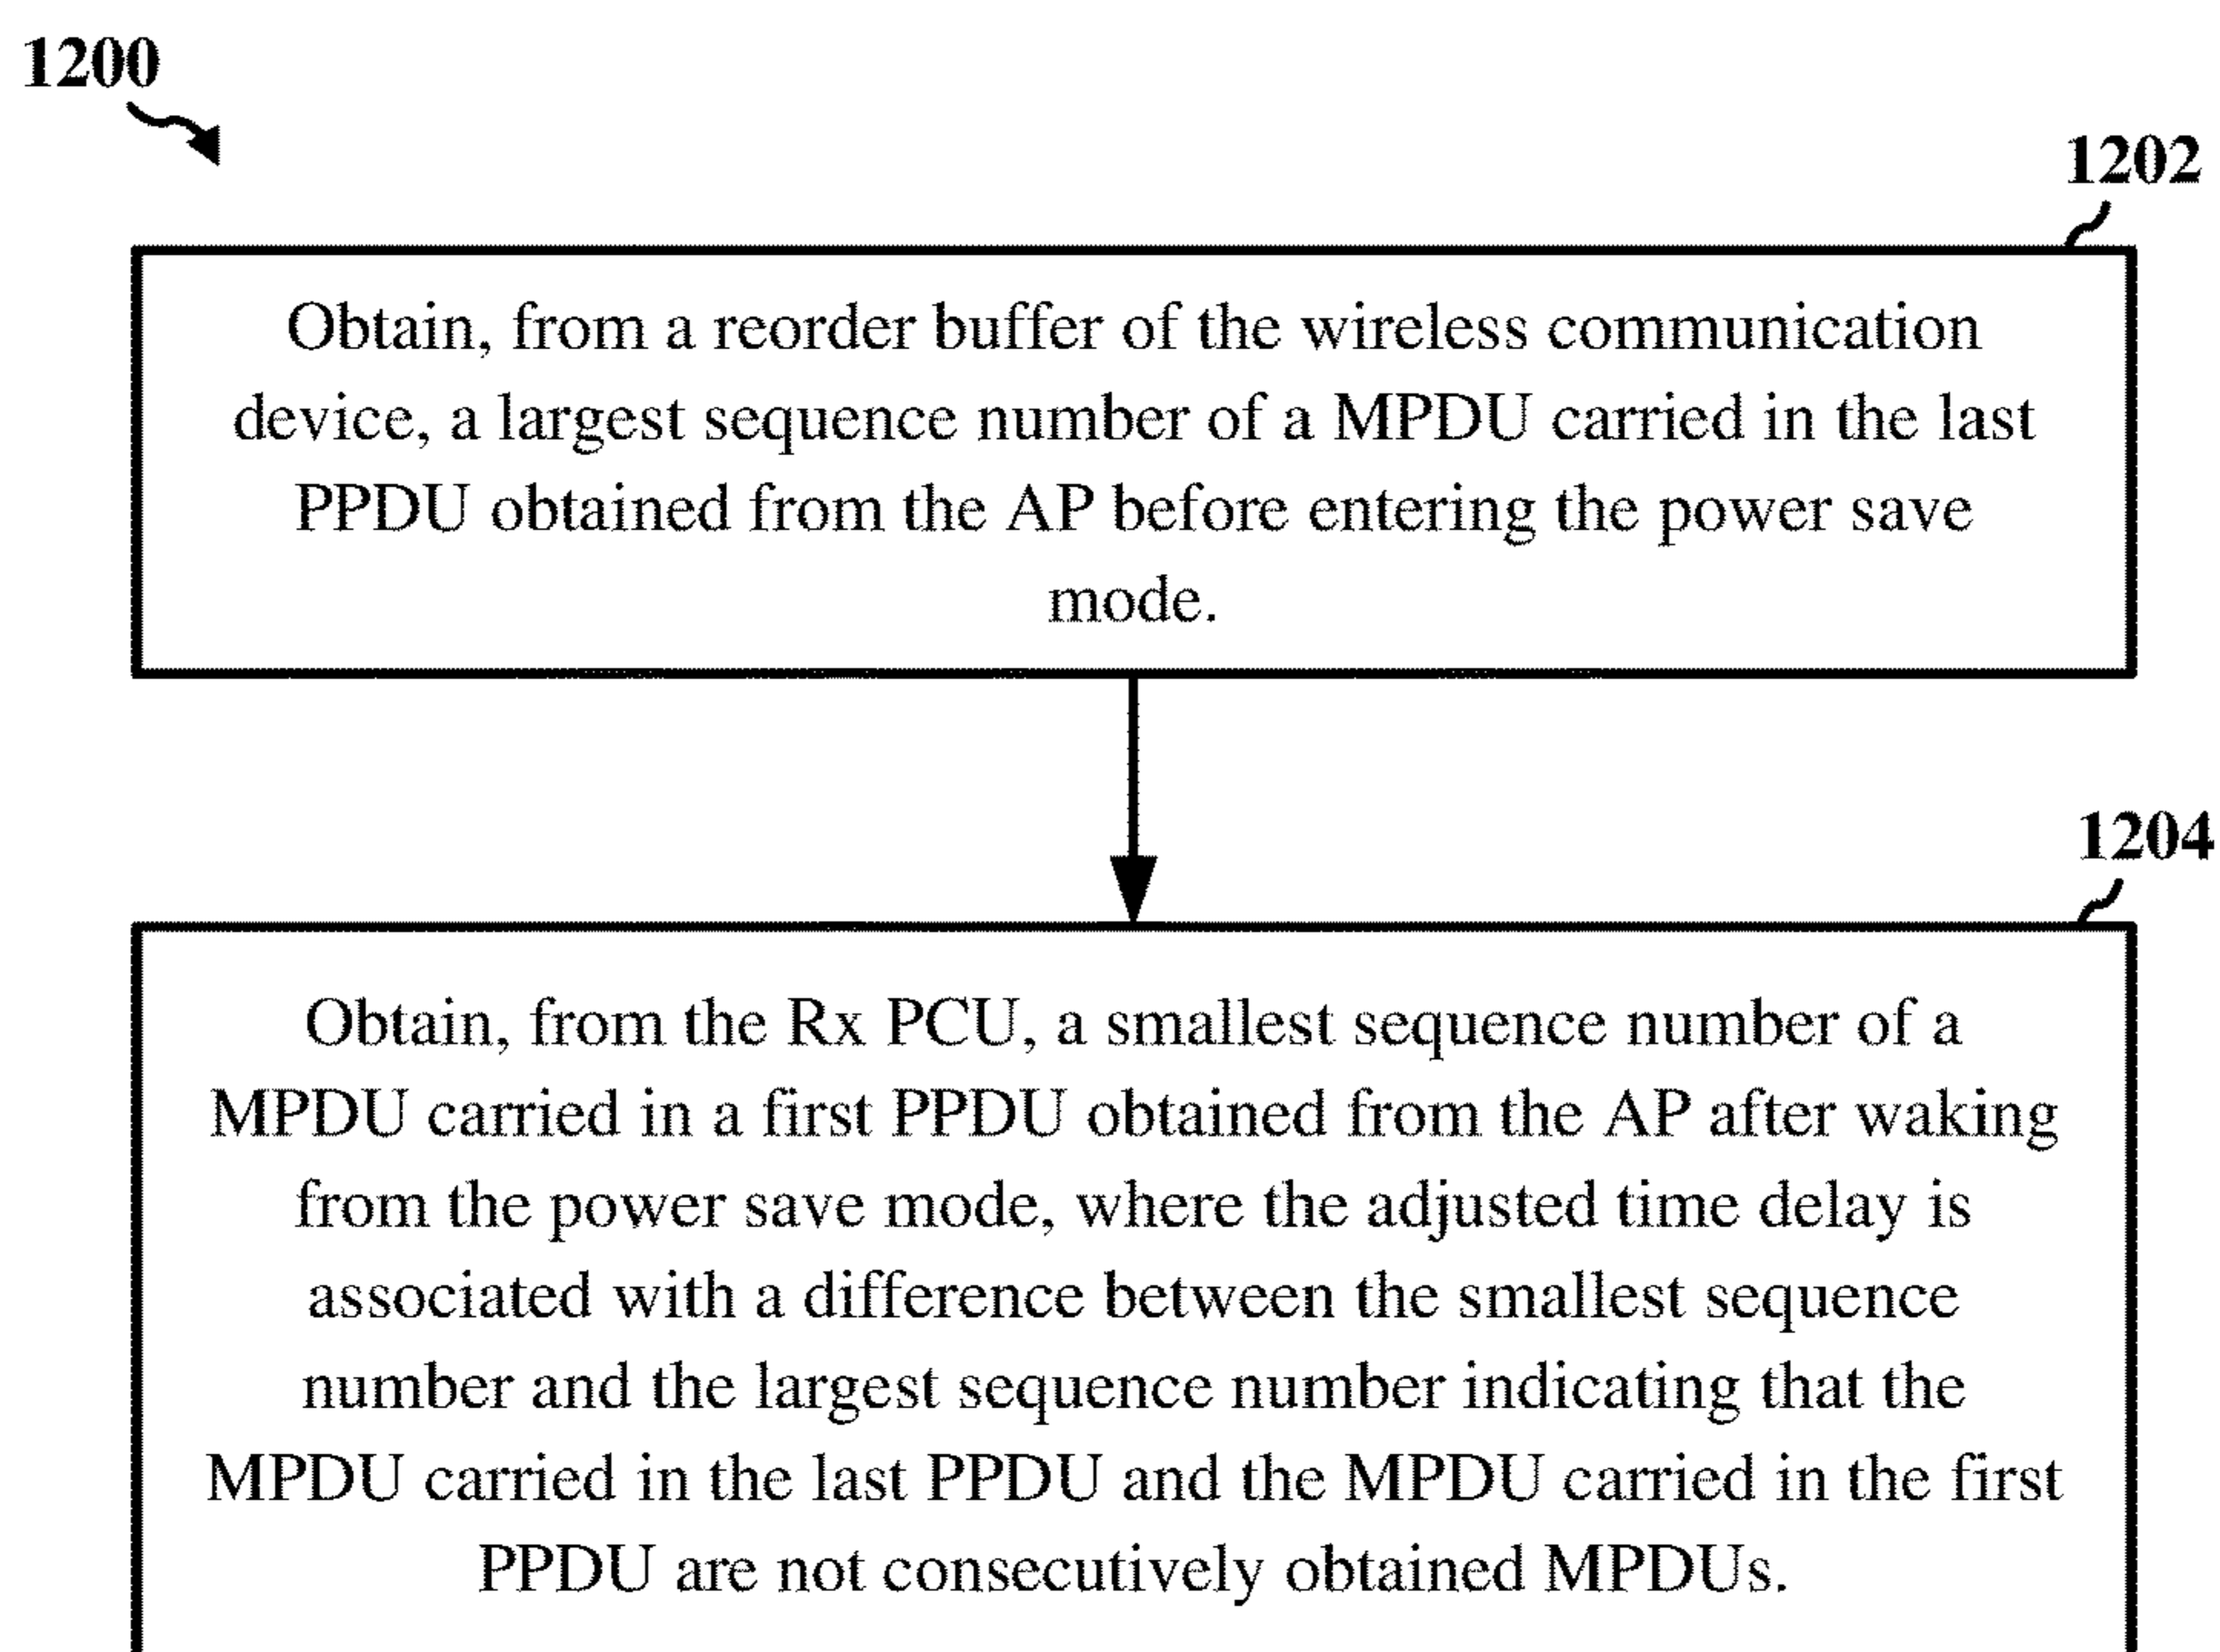 1200
1202
Obtain, from a reorder buffer of the wireless communication
device, a largest sequence number of a MPDU carried in the last
PPDU obtained from the AP before entering the power save
mode.
1204
Obtain, from the Rx PCU, a smallest sequence number of a
MPDU carried in a first PPDU obtained from the AP after waking
from the power save mode, where the adjusted time delay is
associated with a difference between the smallest sequence
number and the largest sequence number indicating that the
MPDU carried in the last PPDU and the MPDU carried in the first
PPDU are not consecutively obtained MPDUs.